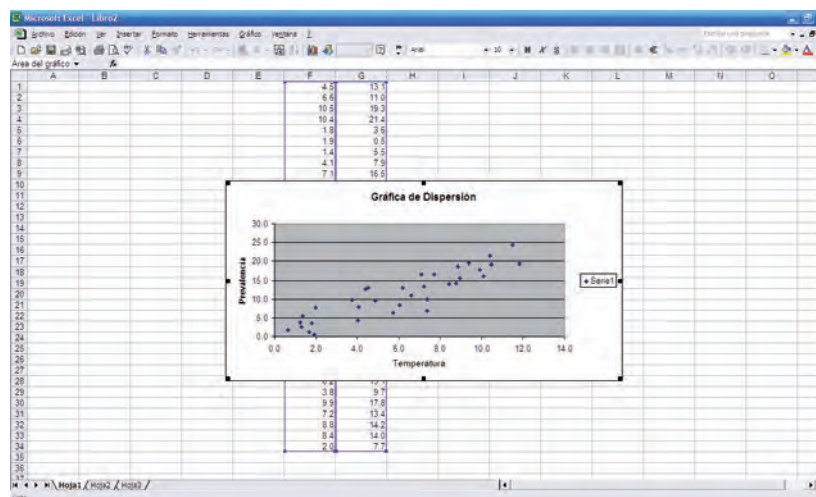 Microsoft Excel - Libro2
Archivo Edición Ver Insertar Formato Herramientas Gráfico Ventana ?
Arial 10 N K S €
Área del gráfico fx
A B C D E F G H I J K L M N O
1 4.5 13.1
2 6.6 11.0
3 10.5 19.3
4 10.4 21.4
5 1.8 3.6
6 1.9 0.5
7 1.4 5.5
8 4.1 7.9
9 7.1 16.6
10
11
12
13
14
15
16
17
18
19
20
21
22
23
24
25
26
27
Gráfica de Dispersión
30.0
25.0
20.0
15.0
10.0
5.0
0.0
Prevalencia
0.0 2.0 4.0 6.0 8.0 10.0 12.0 14.0
Temperatura
Serie1
28
29 3.8 9.7
30 9.9 17.8
31 7.2 13.4
32 8.8 14.2
33 8.4 14.0
34 2.0 7.7
35
36
37
Hoja1 / Hoja2 / Hoja3 /